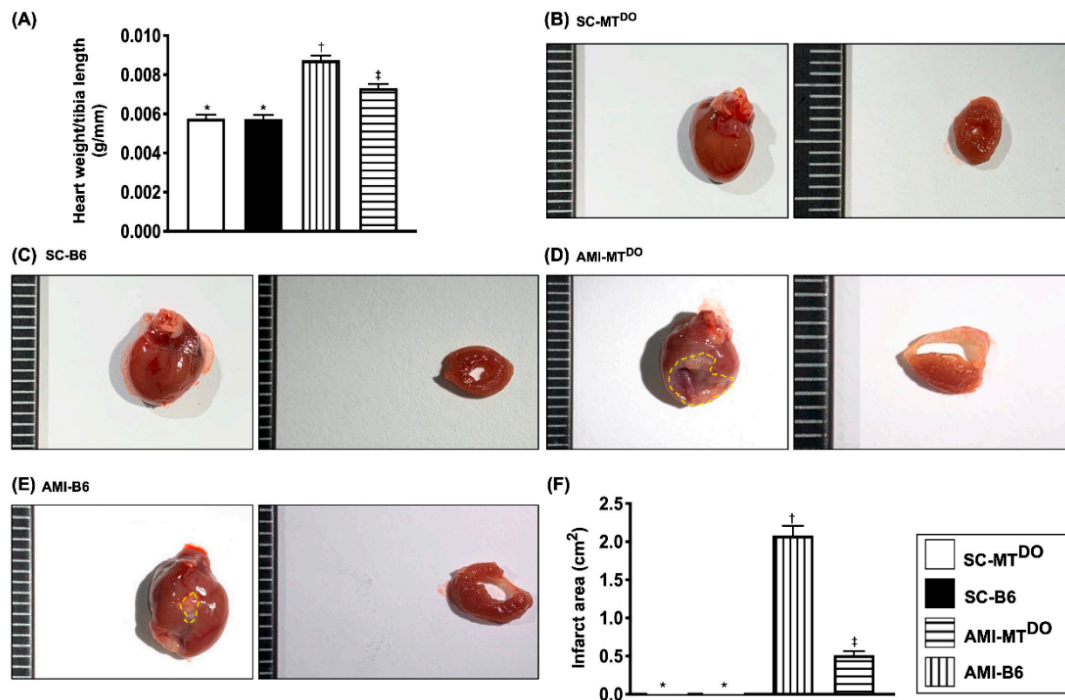 (A)
Heart weight/tibia length
(g/mm)
0.010
0.008
0.006
0.004
0.002
0.000
*
*
†
‡
(B) SC-MTᴰᴼ
(C) SC-B6
(D) AMI-MTᴰᴼ
(E) AMI-B6
(F)
Infarct area (cm²)
2.5
2.0
1.5
1.0
0.5
0.0
*
*
†
‡
SC-MTᴰᴼ
SC-B6
AMI-MTᴰᴼ
AMI-B6